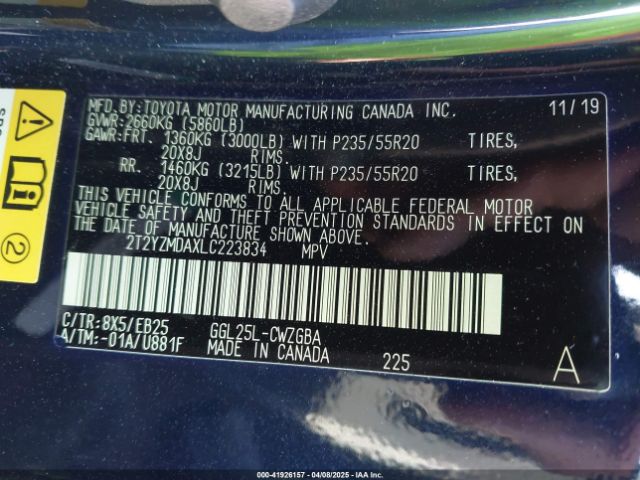 MFD. BY: TOYOTA MOTOR MANUFACTURING CANADA INC. 11/19
GVWR: 2660KG (5860LB)
GAWR: FRT. 1360KG (3000LB) WITH P235/55R20 TIRES,
20X8J RIMS.
RR. 1460KG (3215LB) WITH P235/55R20 TIRES,
20X8J RIMS.
THIS VEHICLE CONFORMS TO ALL APPLICABLE FEDERAL MOTOR
VEHICLE SAFETY AND THEFT PREVENTION STANDARDS IN EFFECT ON
THE DATE OF MANUFACTURE SHOWN ABOVE.
2T2YZMDAXLC223834 MPV
C/TR: 8X5/EB25 GGL25L-CWZGBA
A/TM: -01A/U881F MADE IN CANADA 225 A
2
000-41926157 - 04/08/2025 - IAAI.com